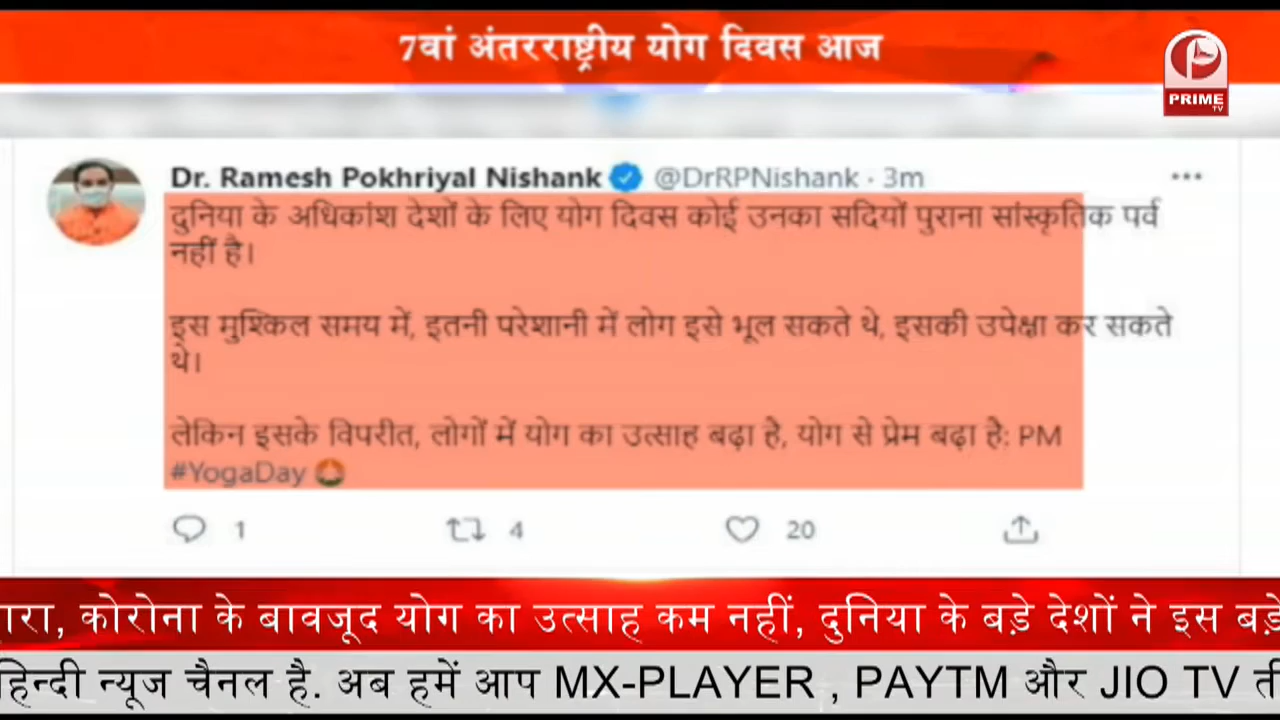 7वां अंतरराष्ट्रीय योग दिवस आज
PRIME
TV
Dr. Ramesh Pokhriyal Nishank @DrRPNishank · 3m
दुनिया के अधिकांश देशों के लिए योग दिवस कोई उनका सदियों पुराना सांस्कृतिक पर्व
नहीं है।
इस मुश्किल समय में, इतनी परेशानी में लोग इसे भूल सकते थे, इसकी उपेक्षा कर सकते
थे।
लेकिन इसके विपरीत, लोगों में योग का उत्साह बढ़ा है, योग से प्रेम बढ़ा है: PM
#YogaDay
1 4 20
कोरोना के बावजूद योग का उत्साह कम नहीं, दुनिया के बड़े देशों ने इस
हिन्दी न्यूज चैनल है. अब हमें आप MX-PLAYER , PAYTM और JIO TV